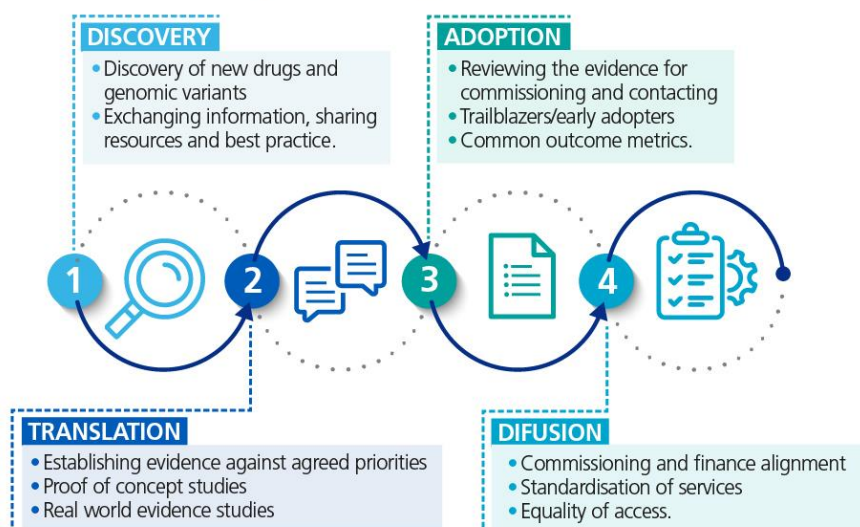 DISCOVERY
• Discovery of new drugs and
genomic variants
• Exchanging information, sharing
resources and best practice.
ADOPTION
• Reviewing the evidence for
commissioning and contacting
• Trailblazers/early adopters
• Common outcome metrics.
1
2
3
4
TRANSLATION
• Establishing evidence against agreed priorities
• Proof of concept studies
• Real world evidence studies
DIFUSION
• Commissioning and finance alignment
• Standardisation of services
• Equality of access.